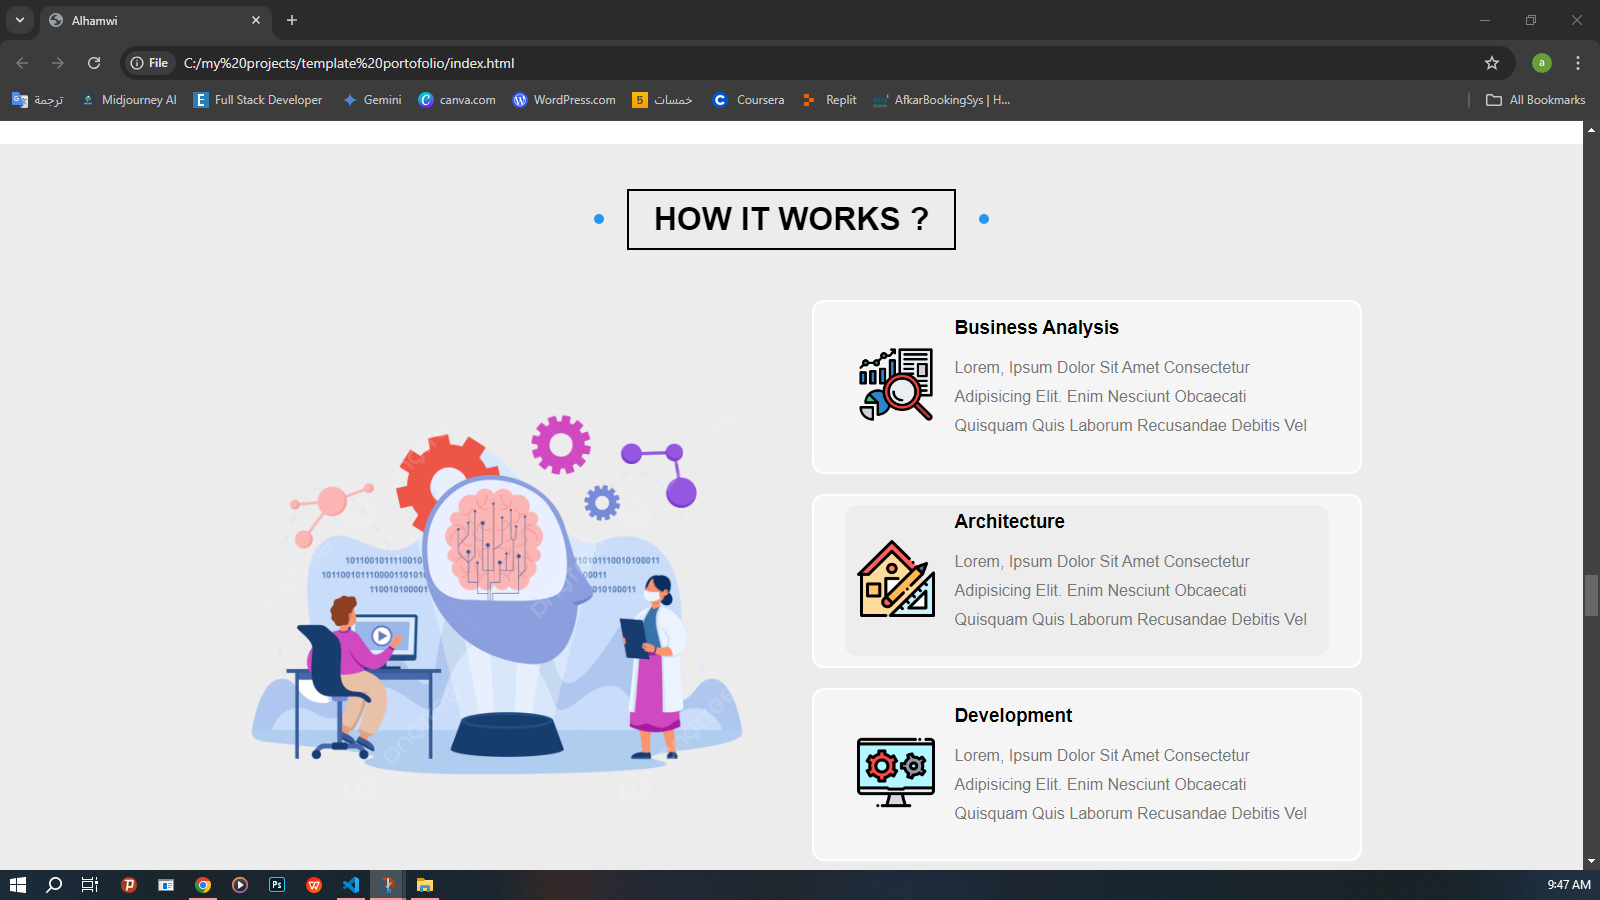 Alhamwi
File
C:/my%20projects/template%20portofolio/index.html
a
ترجمة
Midjourney AI
Full Stack Developer
Gemini
canva.com
WordPress.com
5
خمسات
Coursera
Replit
AfkarBookingSys | H...
All Bookmarks
HOW IT WORKS ?
Business Analysis
Lorem, Ipsum Dolor Sit Amet Consectetur
Adipisicing Elit. Enim Nesciunt Obcaecati
Quisquam Quis Laborum Recusandae Debitis Vel
Architecture
Lorem, Ipsum Dolor Sit Amet Consectetur
Adipisicing Elit. Enim Nesciunt Obcaecati
Quisquam Quis Laborum Recusandae Debitis Vel
Development
Lorem, Ipsum Dolor Sit Amet Consectetur
Adipisicing Elit. Enim Nesciunt Obcaecati
Quisquam Quis Laborum Recusandae Debitis Vel
Ps
9:47 AM